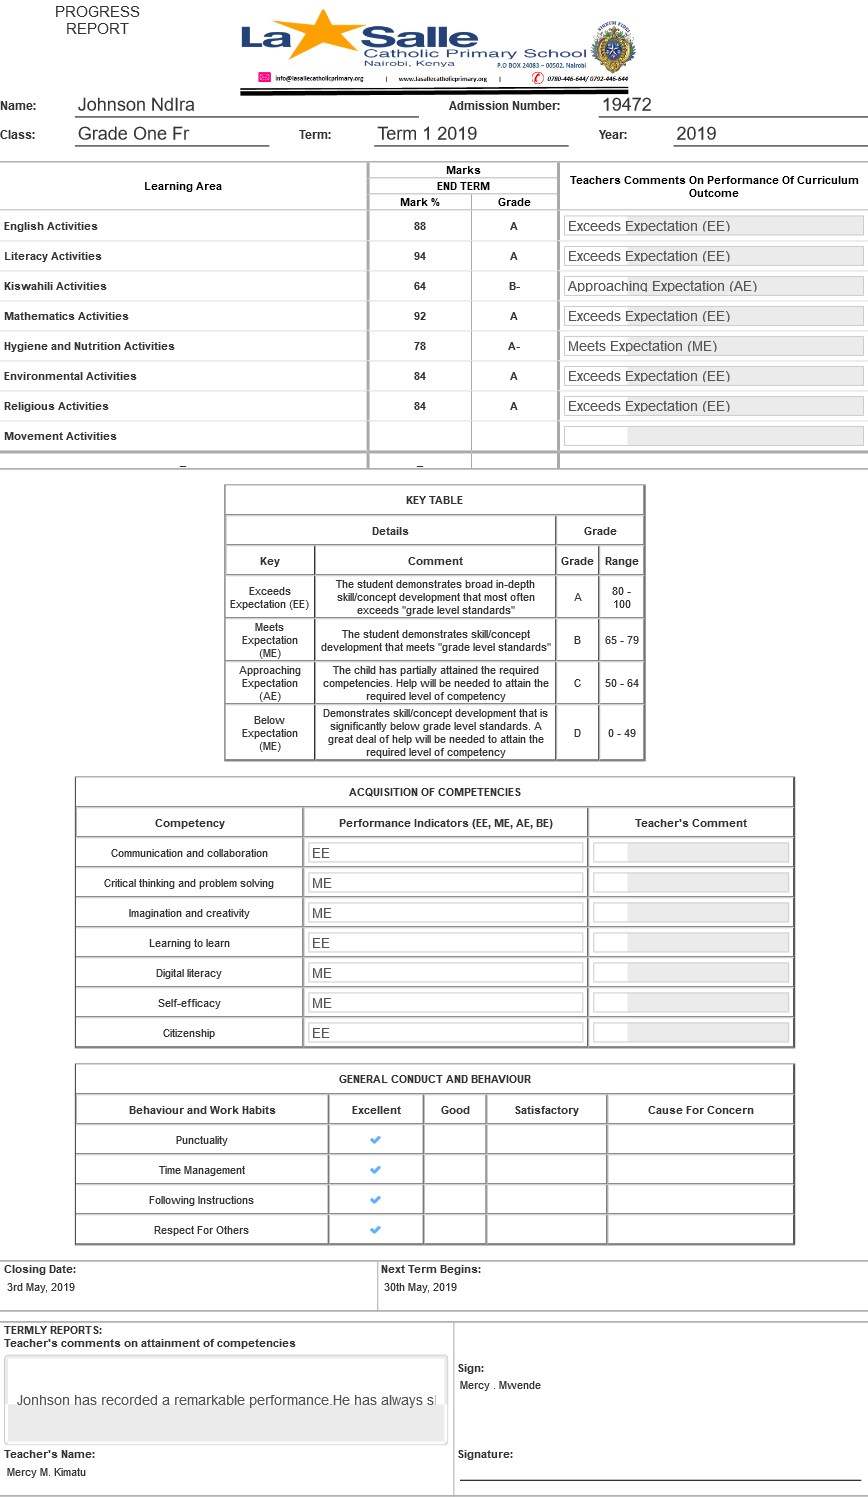 PROGRESS
REPORT
La Salle
Catholic Primary School
Nairobi, Kenya
P.O BOX 24083 – 00502, Nairobi
info@lasallecatholicprimary.org | www.lasallecatholicprimary.org | 0780-446-644/ 0792-446-644
Name: Johnson NdIra Admission Number: 19472
Class: Grade One Fr Term: Term 1 2019 Year: 2019
Learning Area Marks Teachers Comments On Performance Of Curriculum Outcome
END TERM
Mark % Grade
English Activities 88 A Exceeds Expectation (EE)
Literacy Activities 94 A Exceeds Expectation (EE)
Kiswahili Activities 64 B- Approaching Expectation (AE)
Mathematics Activities 92 A Exceeds Expectation (EE)
Hygiene and Nutrition Activities 78 A- Meets Expectation (ME)
Environmental Activities 84 A Exceeds Expectation (EE)
Religious Activities 84 A Exceeds Expectation (EE)
Movement Activities
– –
KEY TABLE
Details Grade
Key Comment Grade Range
Exceeds Expectation (EE) The student demonstrates broad in-depth skill/concept development that most often exceeds "grade level standards" A 80 - 100
Meets Expectation (ME) The student demonstrates skill/concept development that meets "grade level standards" B 65 - 79
Approaching Expectation (AE) The child has partially attained the required competencies. Help will be needed to attain the required level of competency C 50 - 64
Below Expectation (ME) Demonstrates skill/concept development that is significantly below grade level standards. A great deal of help will be needed to attain the required level of competency D 0 - 49
ACQUISITION OF COMPETENCIES
Competency Performance Indicators (EE, ME, AE, BE) Teacher's Comment
Communication and collaboration EE
Critical thinking and problem solving ME
Imagination and creativity ME
Learning to learn EE
Digital literacy ME
Self-efficacy ME
Citizenship EE
GENERAL CONDUCT AND BEHAVIOUR
Behaviour and Work Habits Excellent Good Satisfactory Cause For Concern
Punctuality
Time Management
Following Instructions
Respect For Others
Closing Date: Next Term Begins:
3rd May, 2019 30th May, 2019
TERMLY REPORTS:
Teacher's comments on attainment of competencies
Jonhson has recorded a remarkable performance.He has always
Sign:
Mercy . Mwende
Teacher's Name: Signature:
Mercy M. Kimatu